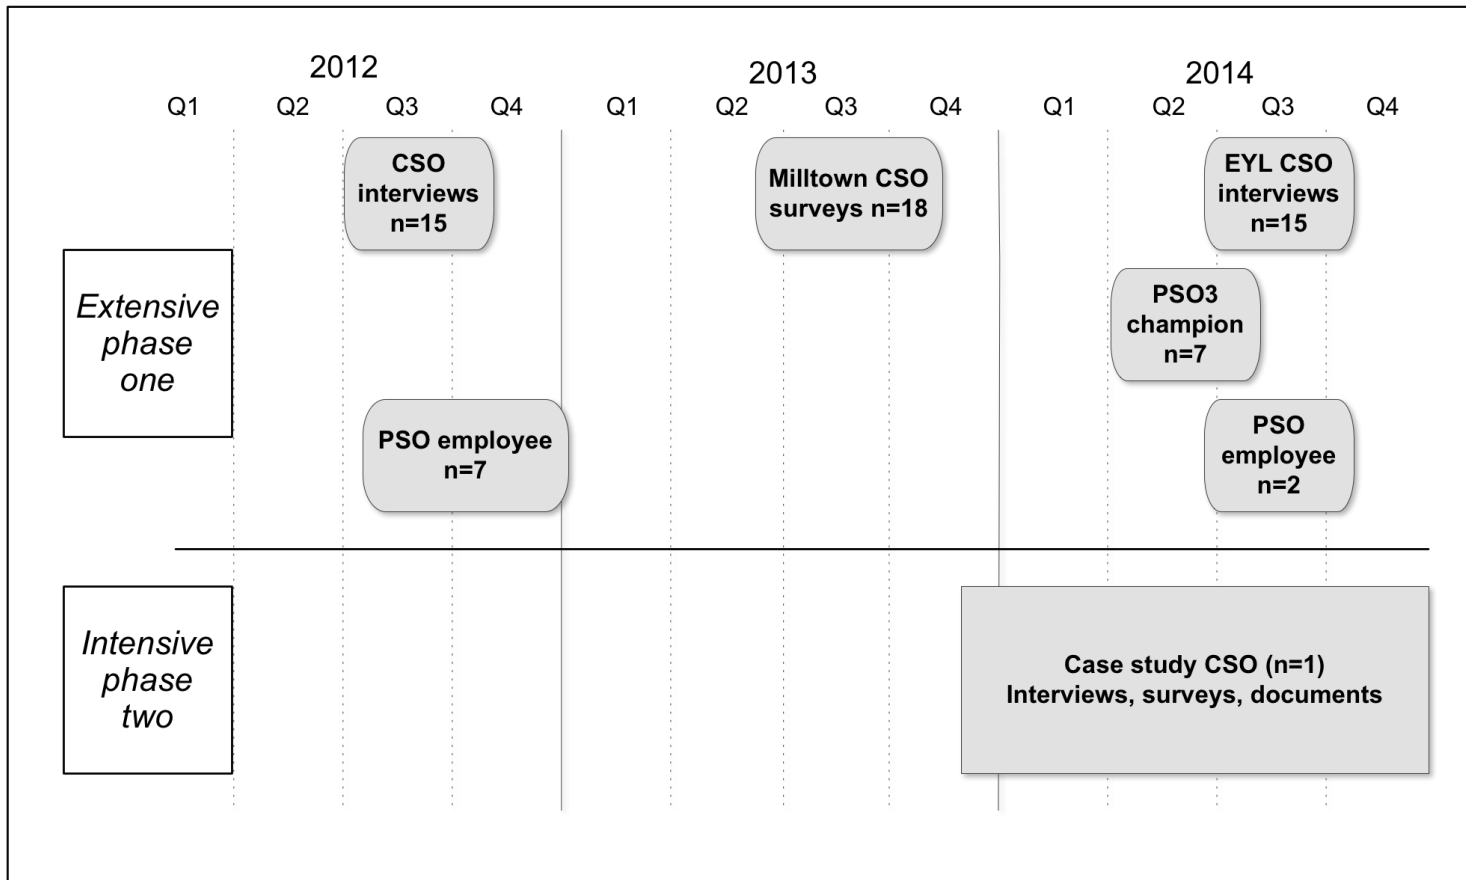 2012
2013
2014
Q1 Q2 Q3 Q4 Q1 Q2 Q3 Q4 Q1 Q2 Q3 Q4
CSO
interviews
n=15
Milltown CSO
surveys n=18
EYL CSO
interviews
n=15
Extensive
phase
one
PSO3
champion
n=7
PSO employee
n=7
PSO
employee
n=2
Intensive
phase
two
Case study CSO (n=1)
Interviews, surveys, documents